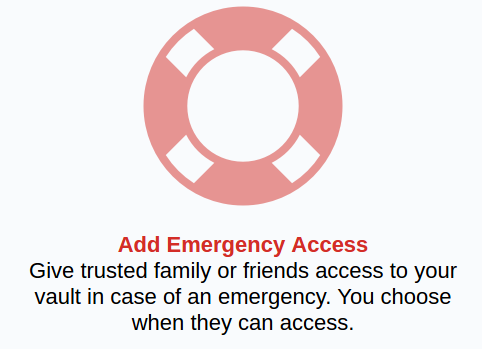 Add Emergency Access
Give trusted family or friends access to your
vault in case of an emergency. You choose
when they can access.